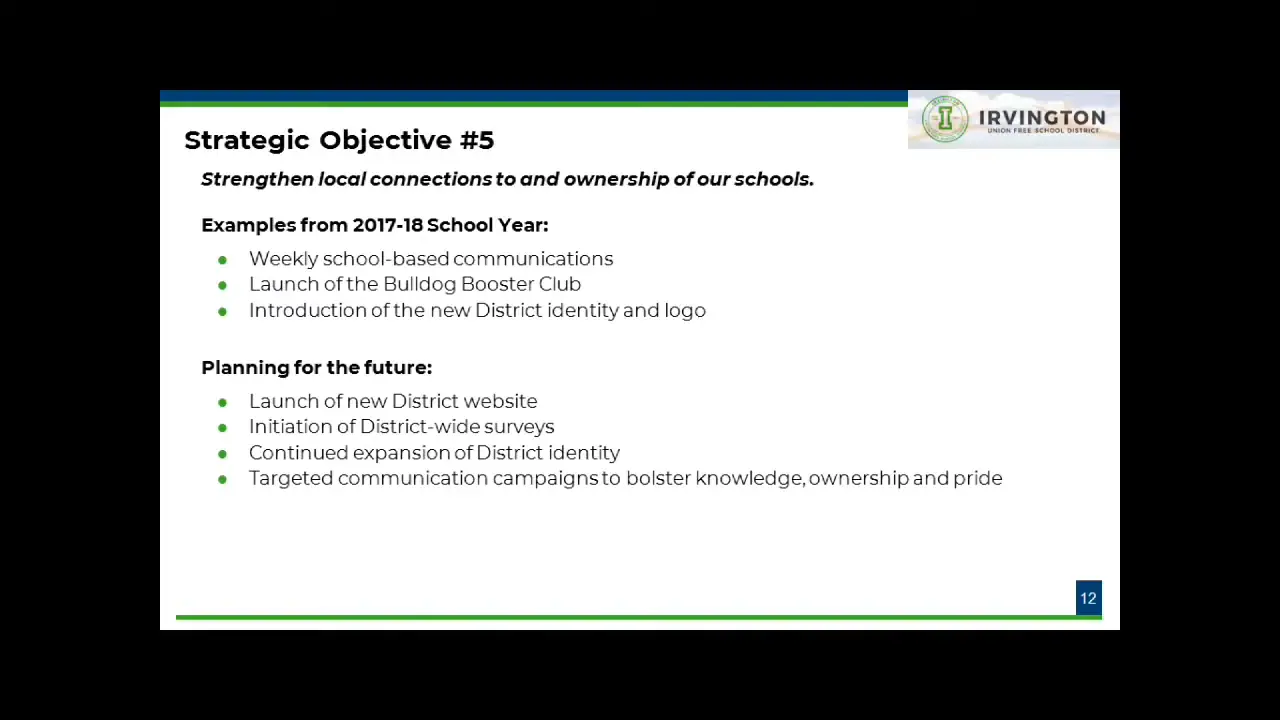 IRVINGTON
UNION FREE SCHOOL DISTRICT
Strategic Objective #5
Strengthen local connections to and ownership of our schools.
Examples from 2017-18 School Year:
● Weekly school-based communications
● Launch of the Bulldog Booster Club
● Introduction of the new District identity and logo
Planning for the future:
● Launch of new District website
● Initiation of District-wide surveys
● Continued expansion of District identity
● Targeted communication campaigns to bolster knowledge, ownership and pride
12